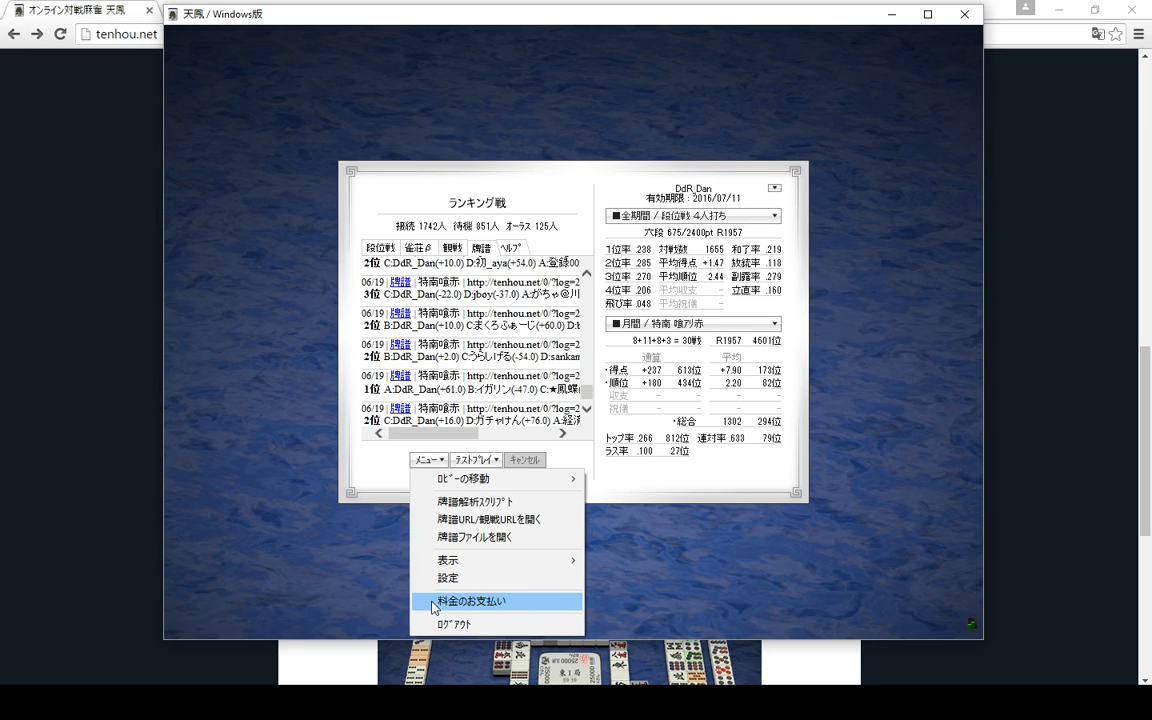 オンライン対戦麻雀 天鳳
tenhou.net
天鳳 / Windows版
ランキング戦
接続 1742人 待機 851人 オーラス 125人
段位戦 雀荘β 観戦 牌譜 ヘルプ
2位 C:DdR_Dan(+10.0) D:初_aya(+54.0) A:登録00
06/19 | 牌譜 | 特南喰赤 | http://tenhou.net/0/?log=2
3位 C:DdR_Dan(-22.0) D:jboy(-37.0) A:がちゃ@川
06/19 | 牌譜 | 特南喰赤 | http://tenhou.net/0/?log=2
2位 B:DdR_Dan(+10.0) C:まくろふぁーじ(+60.0) D:t
06/19 | 牌譜 | 特南喰赤 | http://tenhou.net/0/?log=2
2位 B:DdR_Dan(+2.0) C:うらしげる(-54.0) D:sankan
06/19 | 牌譜 | 特南喰赤 | http://tenhou.net/0/?log=2
1位 A:DdR_Dan(+61.0) B:イガリン(-47.0) C:★鳳蝶
06/19 | 牌譜 | 特南喰赤 | http://tenhou.net/0/?log=2
2位 C:DdR_Dan(+16.0) D:ガチャけん(+76.0) A:経済
メニュー▼ テストプレイ▼ キャンセル
ロビーの移動
牌譜解析スクリプト
牌譜URL/観戦URLを開く
牌譜ファイルを開く
表示
設定
料金のお支払い
ログアウト
DdR_Dan
有効期限 : 2016/07/11
■全期間 / 段位戦 4人打ち
六段 675/2400pt R1957
1位率 .238 対戦数 1655 和了率 .219
2位率 .285 平均得点 +1.47 放銃率 .118
3位率 .270 平均順位 2.44 副露率 .279
4位率 .206 平均収支 - 立直率 .160
飛び率 .048 平均祝儀 -
■月間 / 特南 喰アリ赤
8+11+8+3 = 30戦 R1957 4601位
通算 平均
・得点 +237 613位 +7.90 173位
・順位 +180 434位 2.20 82位
収支 - - - -
祝儀 - - - -
・総合 1302 294位
トップ率 .266 812位 連対率 .633 79位
ラス率 .100 27位
東1局
25000
25000
25000